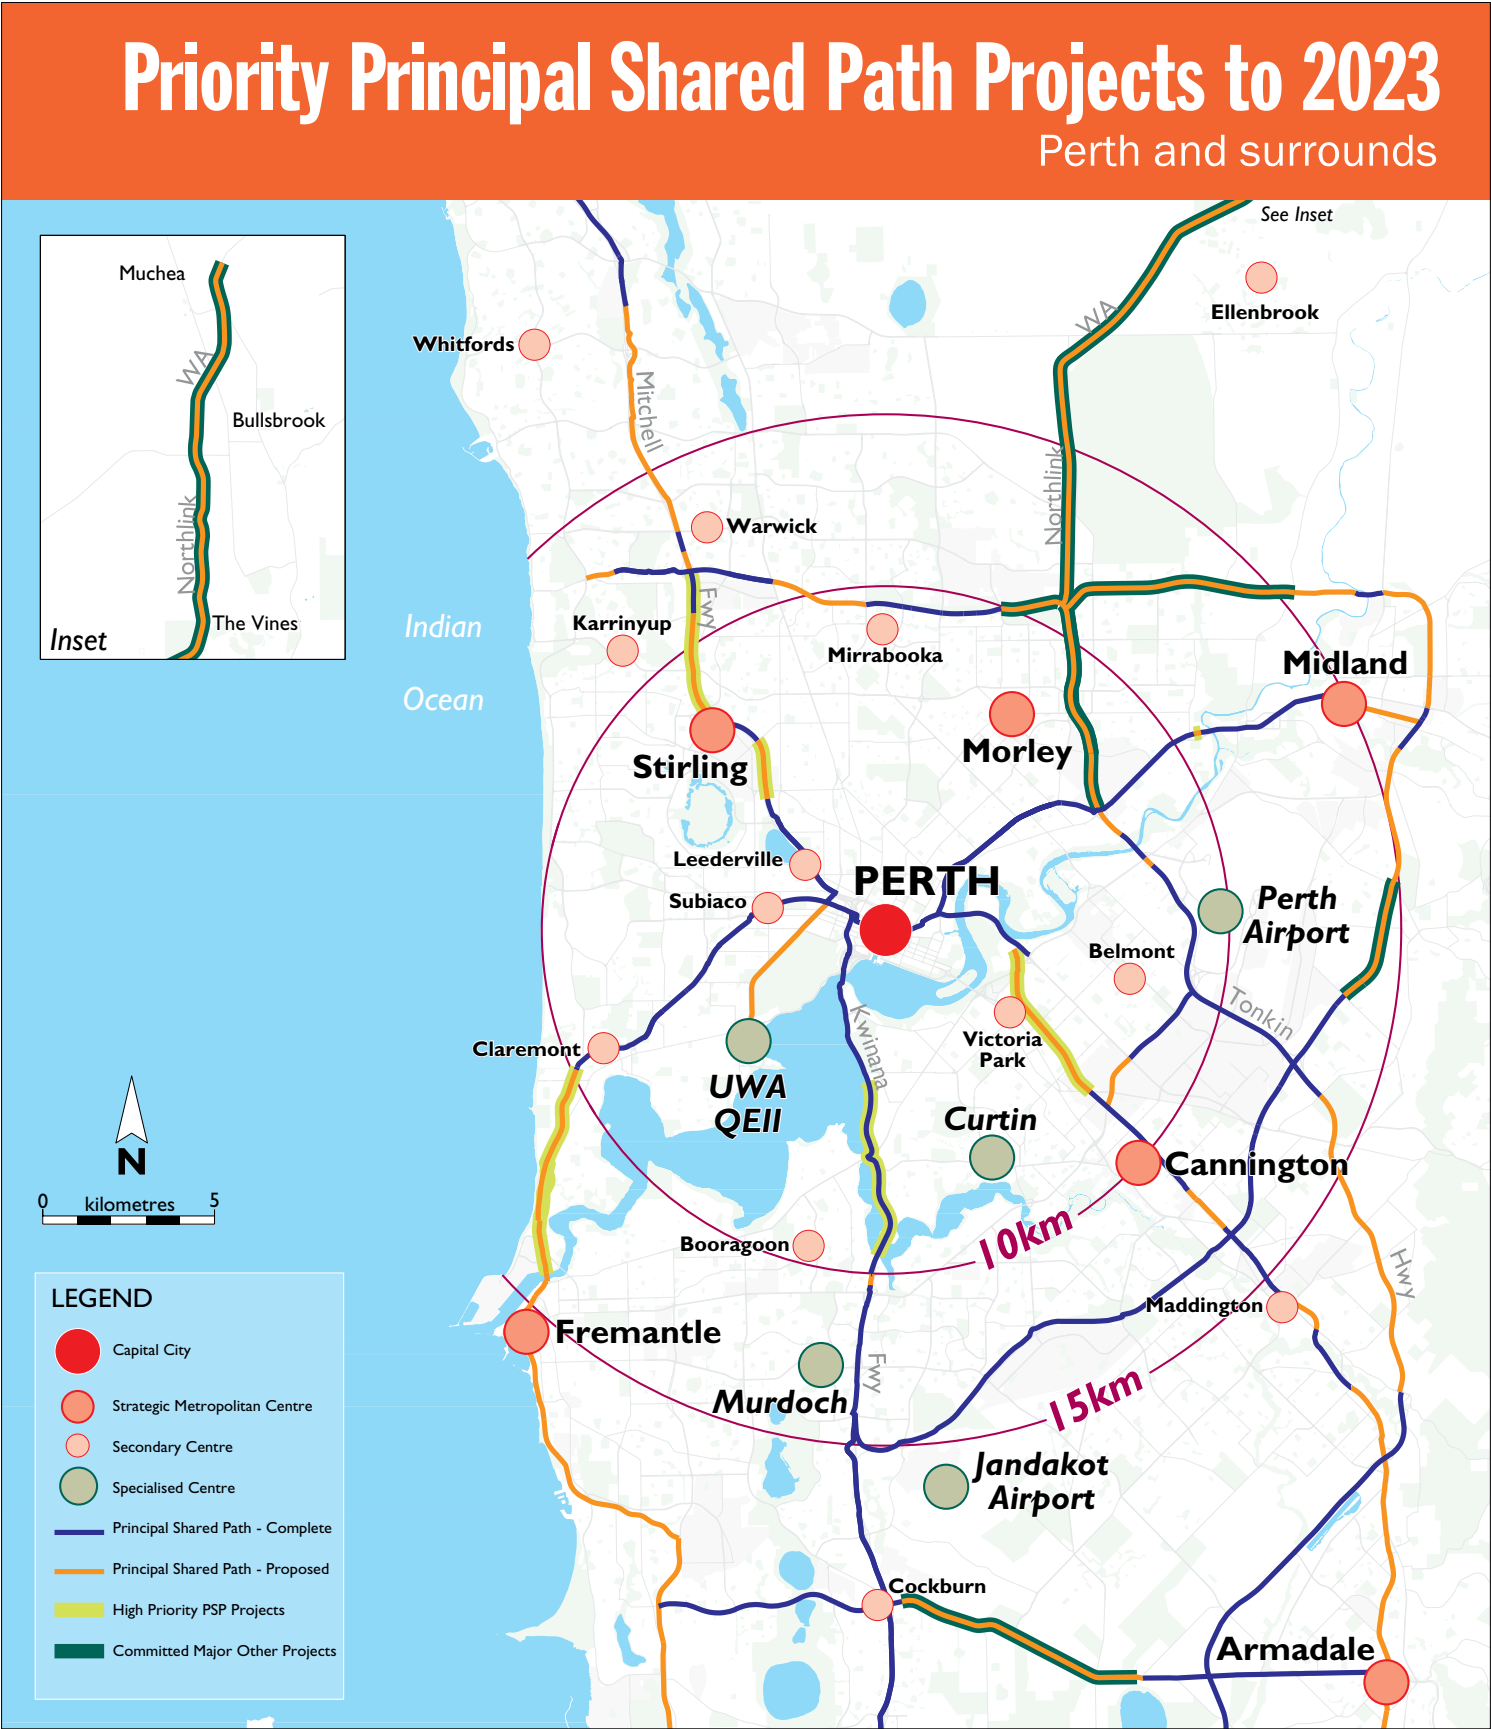 Priority Principal Shared Path Projects to 2023
Perth and surrounds
See Inset
Muchea
WA
Bullsbrook
Northlink
The Vines
Inset
WA
Ellenbrook
Whitfords
Mitchell
Northlink
Warwick
Fwy
Indian
Ocean
Karrinyup
Mirrabooka
Midland
Morley
Stirling
Leederville
PERTH
Subiaco
Perth
Airport
Belmont
Tonkin
Kwinana
Victoria
Park
Claremont
UWA
QEII
Curtin
Cannington
N
0 kilometres 5
10km
Booragoon
Hwy
Maddington
Fremantle
Fwy
Murdoch
15km
Jandakot
Airport
Cockburn
Armadale
LEGEND
Capital City
Strategic Metropolitan Centre
Secondary Centre
Specialised Centre
Principal Shared Path - Complete
Principal Shared Path - Proposed
High Priority PSP Projects
Committed Major Other Projects